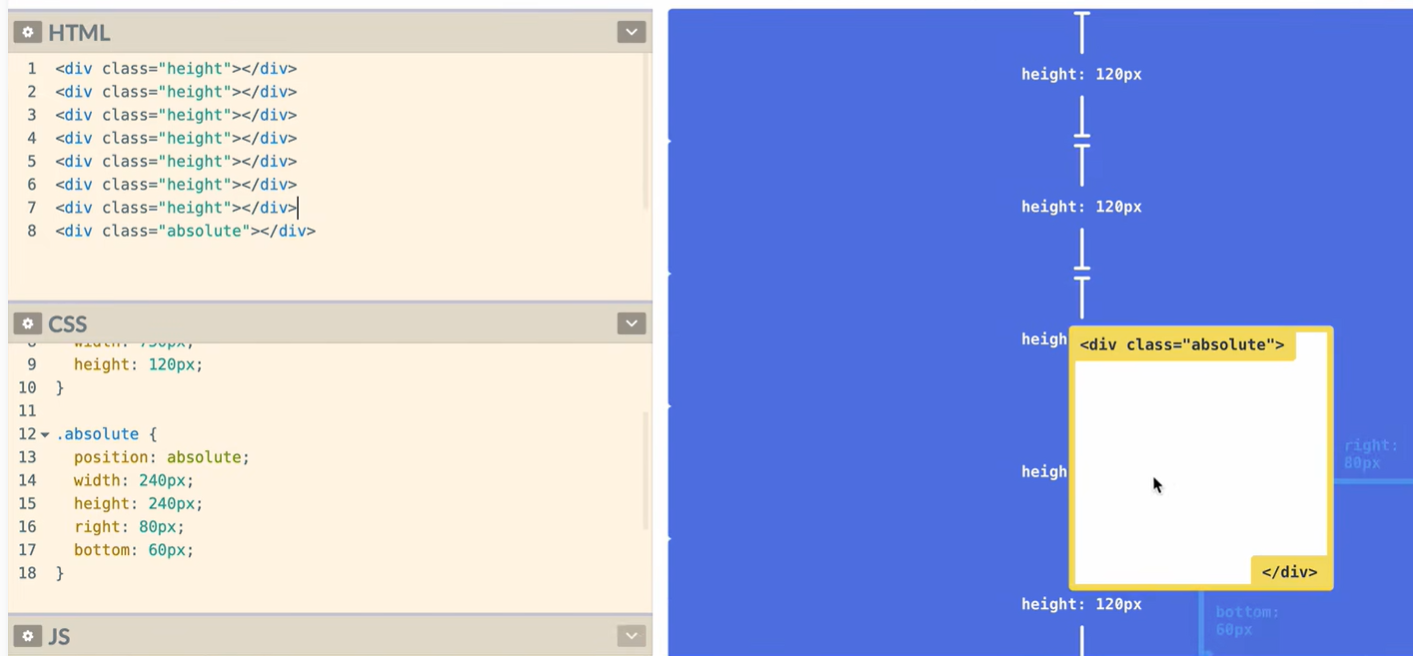 HTML
1 <div class="height"></div>
2 <div class="height"></div>
3 <div class="height"></div>
4 <div class="height"></div>
5 <div class="height"></div>
6 <div class="height"></div>
7 <div class="height"></div>
8 <div class="absolute"></div>
CSS
9 height: 120px;
10 }
11
12 .absolute {
13 position: absolute;
14 width: 240px;
15 height: 240px;
16 right: 80px;
17 bottom: 60px;
18 }
JS
height: 120px
height: 120px
heigh
<div class="absolute">
right:
80px
heigh
</div>
height: 120px
bottom:
60px